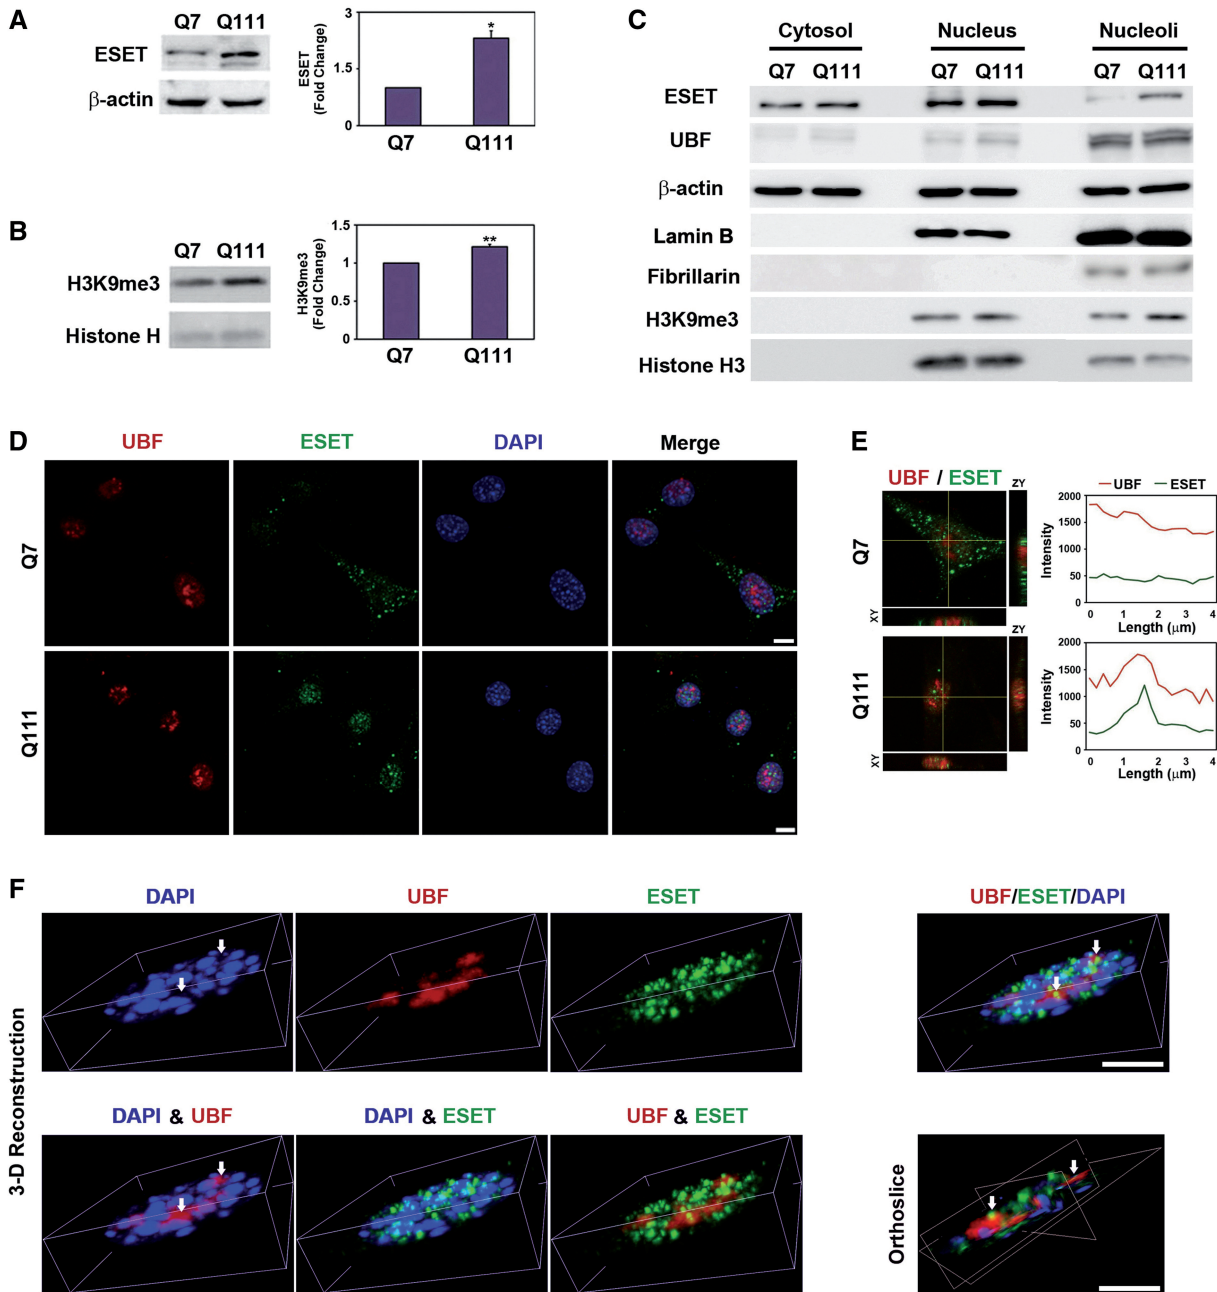 A
Q7 Q111
ESET
β-actin
ESET
(Fold Change)
3
1.5
0
*
Q7 Q111
B
Q7 Q111
H3K9me3
Histone H
H3K9me3
(Fold Change)
1.5
1
0.5
0
**
Q7 Q111
C
Cytosol Nucleus Nucleoli
Q7 Q111 Q7 Q111 Q7 Q111
ESET
UBF
β-actin
Lamin B
Fibrillarin
H3K9me3
Histone H3
D
UBF ESET DAPI Merge
Q7
Q111
E
UBF / ESET
ZY
XY
Q7
UBF ESET
Intensity
2000
1500
1000
50
0
0 1 2 3 4
Length (μm)
ZY
XY
Q111
Intensity
2000
1500
1000
50
0
0 1 2 3 4
Length (μm)
F
3-D Reconstruction
DAPI UBF ESET UBF/ESET/DAPI
DAPI & UBF DAPI & ESET UBF & ESET
Orthoslice